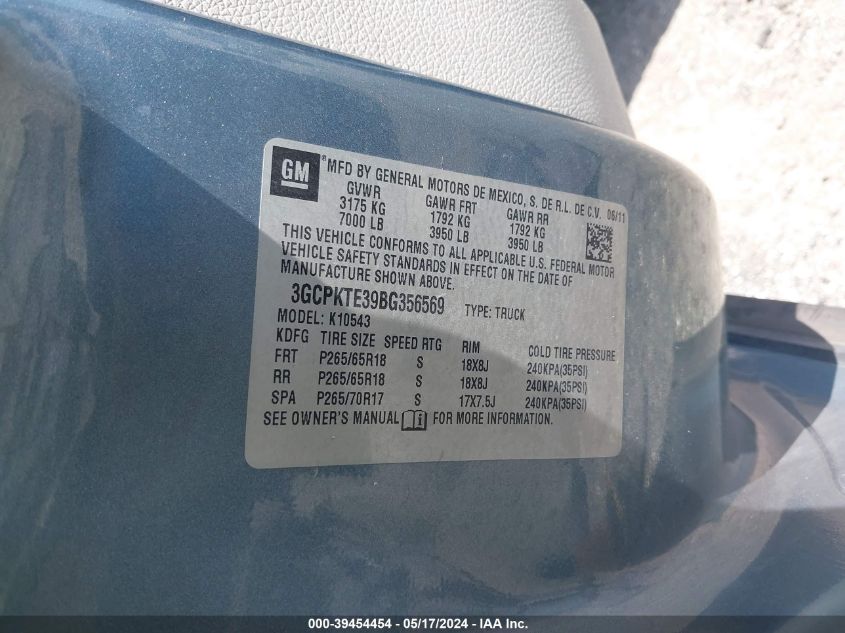 GM ®MFD BY GENERAL MOTORS DE MEXICO, S. DE R.L. DE C.V. 06/11
GVWR GAWR FRT GAWR RR
3175 KG 1792 KG 1792 KG
7000 LB 3950 LB 3950 LB
THIS VEHICLE CONFORMS TO ALL APPLICABLE U.S. FEDERAL MOTOR
VEHICLE SAFETY STANDARDS IN EFFECT ON THE DATE OF
MANUFACTURE SHOWN ABOVE.
3GCPKTE39BG356569 TYPE: TRUCK
MODEL: K10543
KDFG TIRE SIZE SPEED RTG RIM COLD TIRE PRESSURE
FRT P265/65R18 S 18X8J 240KPA(35PSI)
RR P265/65R18 S 18X8J 240KPA(35PSI)
SPA P265/70R17 S 17X7.5J 240KPA(35PSI)
SEE OWNER'S MANUAL FOR MORE INFORMATION.
000-39454454 - 05/17/2024 - IAA, Inc.